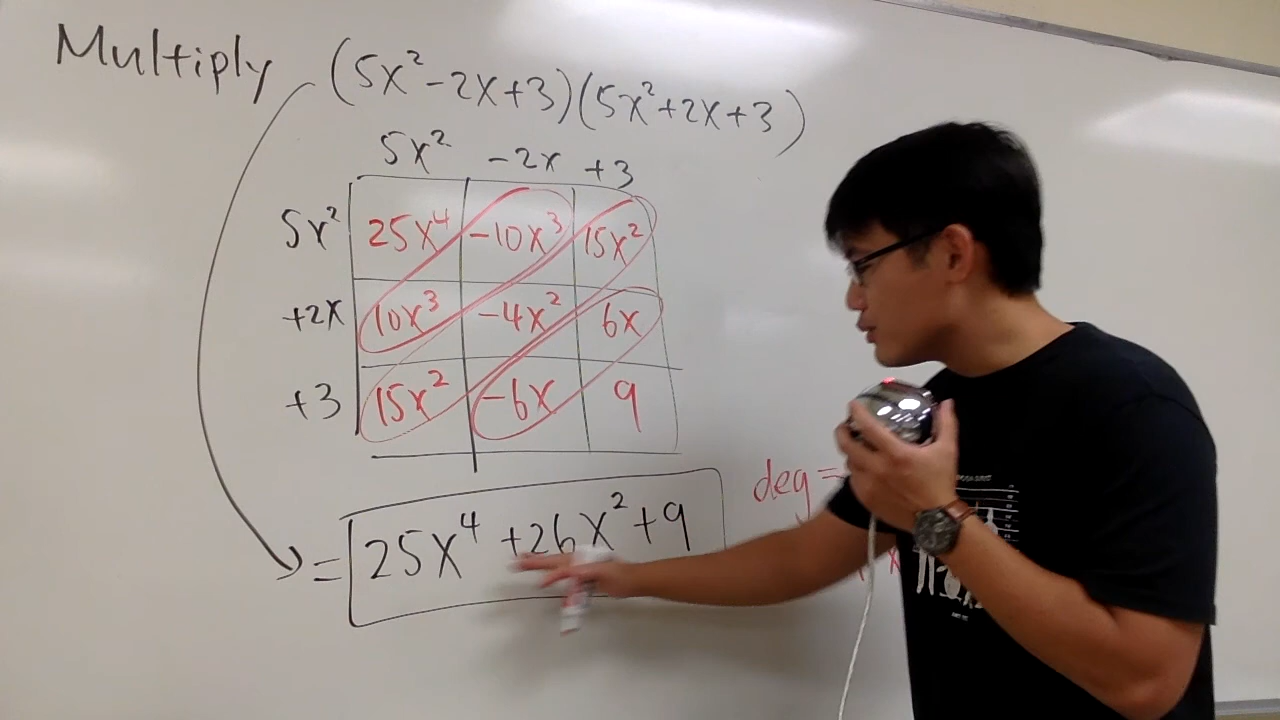 Multiply (5x²-2x+3)(5x²+2x+3)
5x² -2x +3
5x² 25x⁴ -10x³ 15x²
+2x 10x³ -4x² 6x
+3 15x² -6x 9
deg=
= 25x⁴ +26x² +9